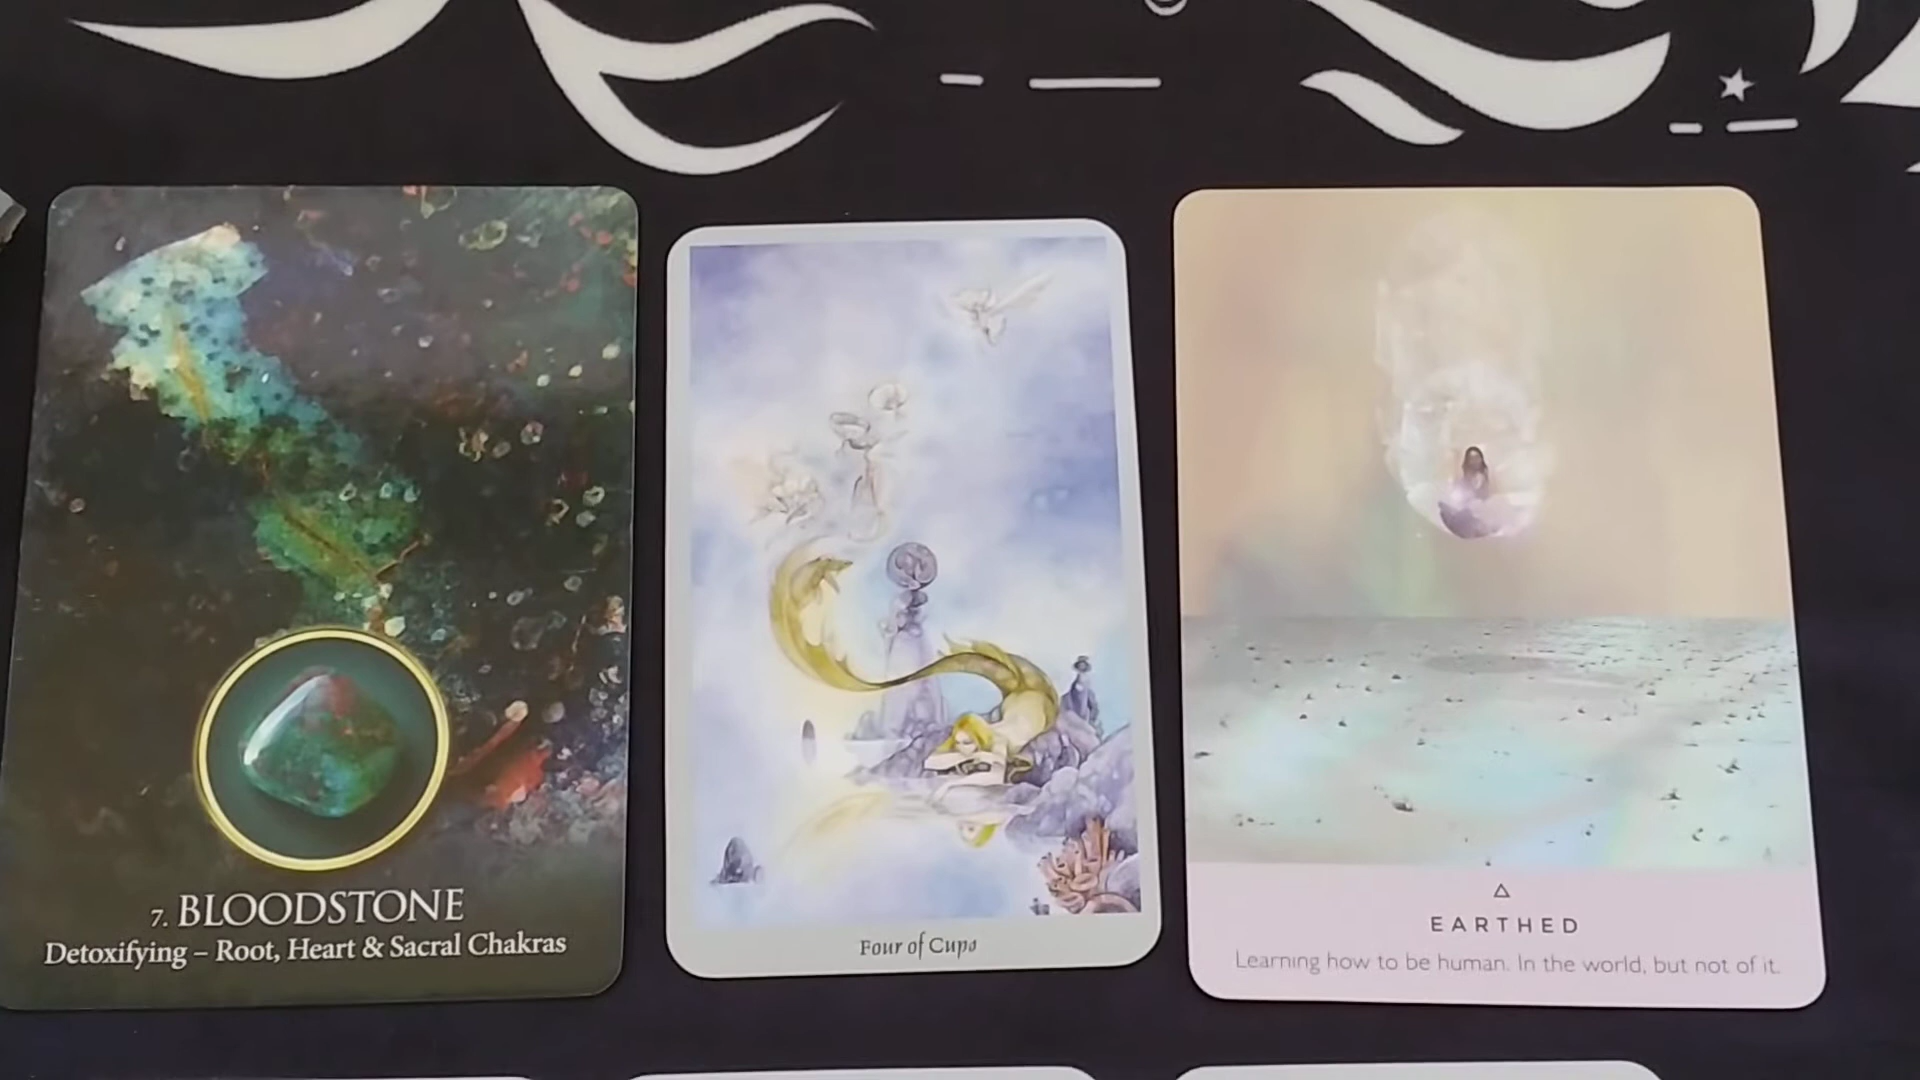 7. BLOODSTONE
Detoxifying – Root, Heart & Sacral Chakras
Four of Cups
EARTHED
Learning how to be human. In the world, but not of it.